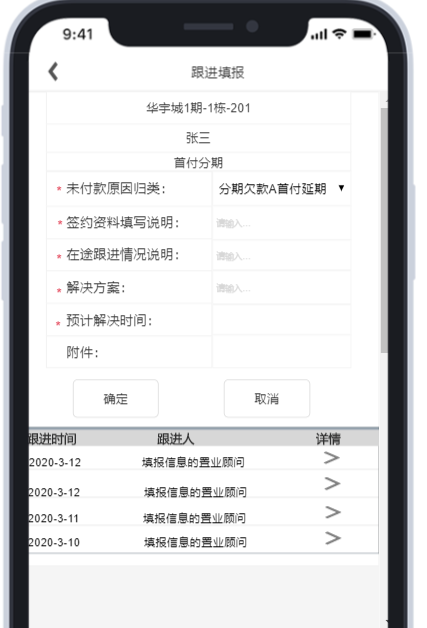 9:41
跟进填报
华宇城1期-1栋-201
张三
首付分期
* 未付款原因归类： 分期欠款A首付延期
* 签约资料填写说明： 请输入...
* 在途跟进情况说明： 请输入...
* 解决方案： 请输入...
* 预计解决时间：
附件：
确定 取消
跟进时间 跟进人 详情
2020-3-12 填报信息的置业顾问 >
2020-3-12 填报信息的置业顾问 >
2020-3-11 填报信息的置业顾问 >
2020-3-10 填报信息的置业顾问 >